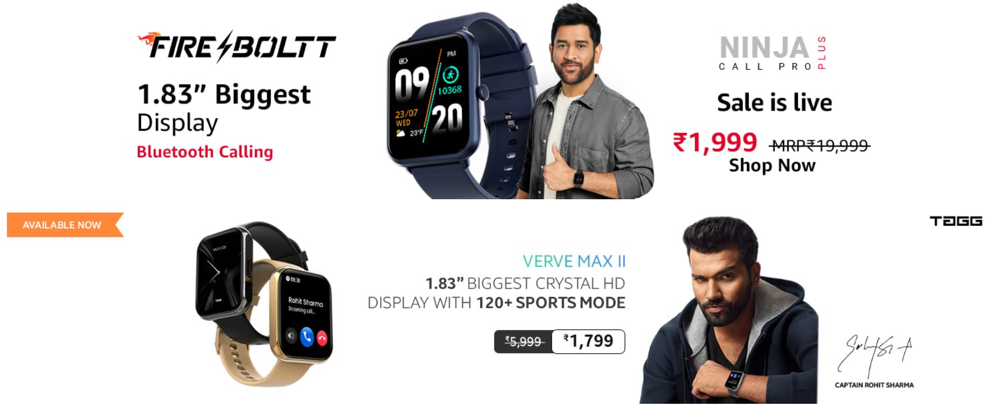 FIRE BOLTT
1.83” Biggest
Display
Bluetooth Calling
PM
09
10368
23/07
WED
20
23°F
NINJA
CALL PRO
PLUS
Sale is live
₹1,999 MRP₹19,999
Shop Now
AVAILABLE NOW
08:30
Rohit Sharma
Incoming call...
VERVE MAX II
1.83” BIGGEST CRYSTAL HD
DISPLAY WITH 120+ SPORTS MODE
₹5,999 ₹1,799
TAGG
CAPTAIN ROHIT SHARMA